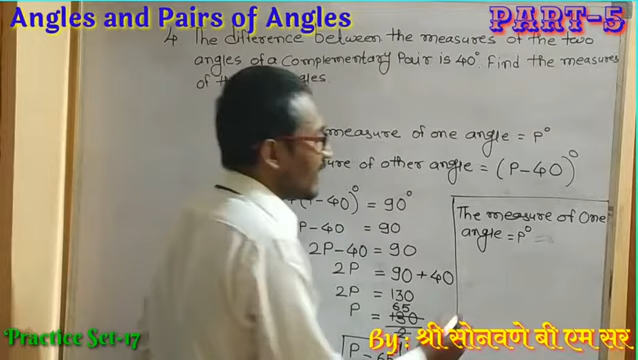 Angles and Pairs of Angles
PART-5
4 The difference between the measures of the two
angles of a Complementary Pair is 40°. Find the measures
of
measure of one angle = P°
of other angle = (P-40)°
-40)° = 90°
P-40 = 90
2P-40 = 90
2P = 90+40
2P = 130
P = 65
130
P = 65
The measure of One
angle = P°
Practice Set-17
By : श्री सोनवणे बी एम सर